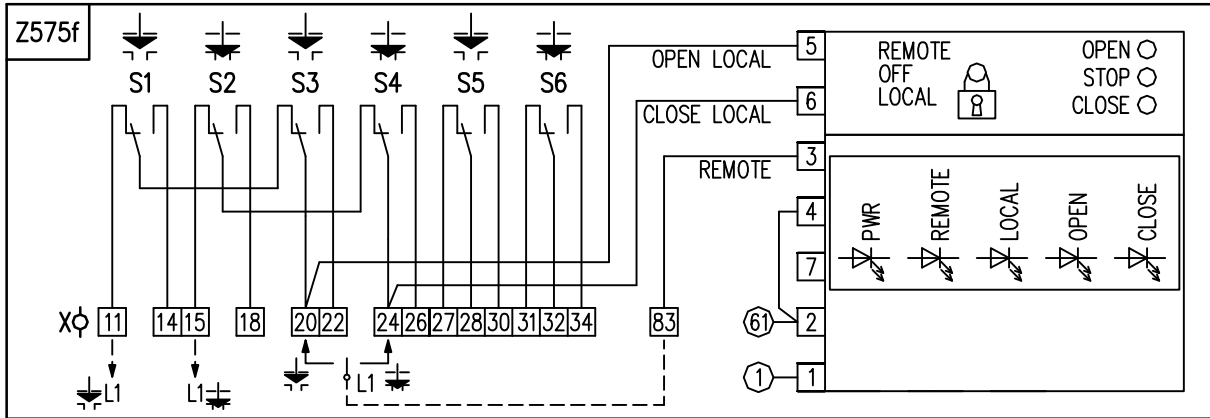 Z575f
S1 S2 S3 S4 S5 S6
OPEN LOCAL
CLOSE LOCAL
REMOTE
5
6
3
4
7
2
1
61
1
REMOTE
OFF
LOCAL
OPEN
STOP
CLOSE
PWR
REMOTE
LOCAL
OPEN
CLOSE
X 11 14 15 18 20 22 24 26 27 28 30 31 32 34 83
L1 L1 L1